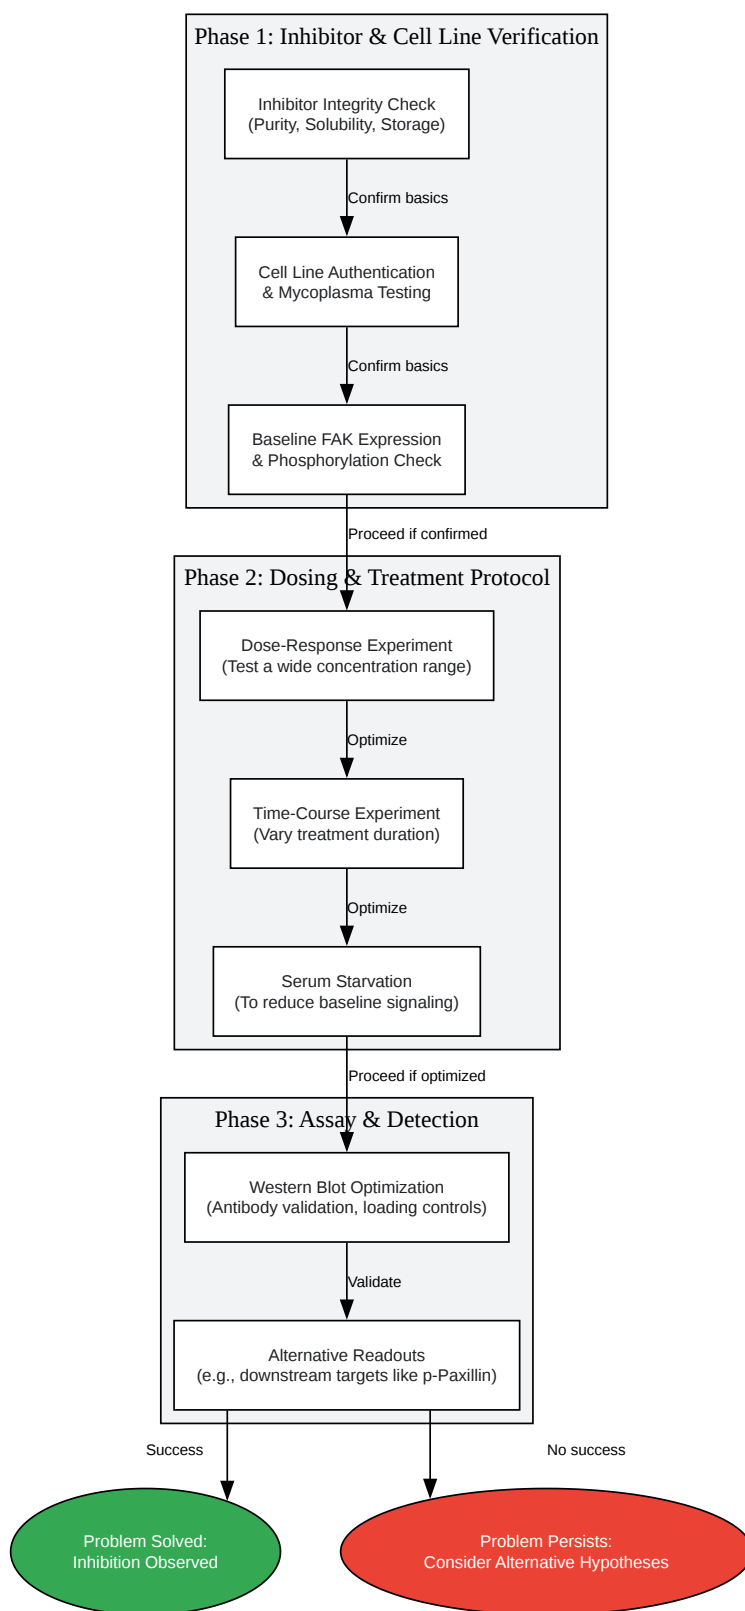 Phase 1: Inhibitor & Cell Line Verification
Inhibitor Integrity Check
(Purity, Solubility, Storage)
Confirm basics
Cell Line Authentication
& Mycoplasma Testing
Confirm basics
Baseline FAK Expression
& Phosphorylation Check
Proceed if confirmed
Phase 2: Dosing & Treatment Protocol
Dose-Response Experiment
(Test a wide concentration range)
Optimize
Time-Course Experiment
(Vary treatment duration)
Optimize
Serum Starvation
(To reduce baseline signaling)
Proceed if optimized
Phase 3: Assay & Detection
Western Blot Optimization
(Antibody validation, loading controls)
Validate
Alternative Readouts
(e.g., downstream targets like p-Paxillin)
Success
No success
Problem Solved:
Inhibition Observed
Problem Persists:
Consider Alternative Hypotheses